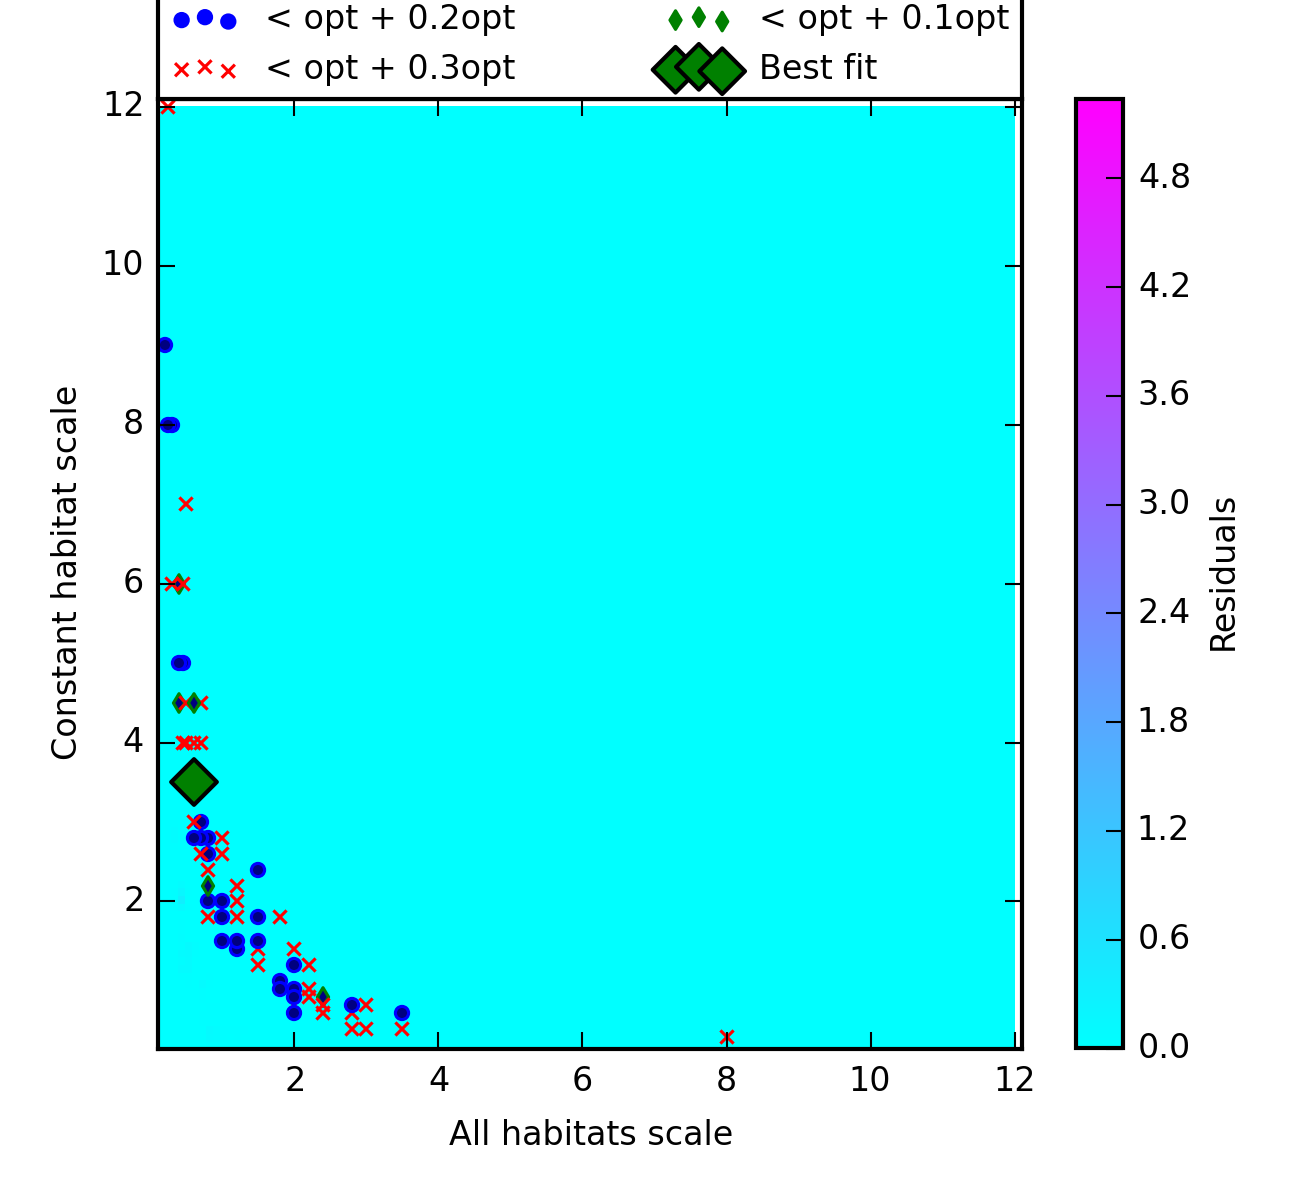 < opt + 0.2opt
< opt + 0.1opt
< opt + 0.3opt
Best fit
12
10
8
6
4
2
Constant habitat scale
2 4 6 8 10 12
All habitats scale
4.8
4.2
3.6
3.0
2.4
1.8
1.2
0.6
0.0
Residuals